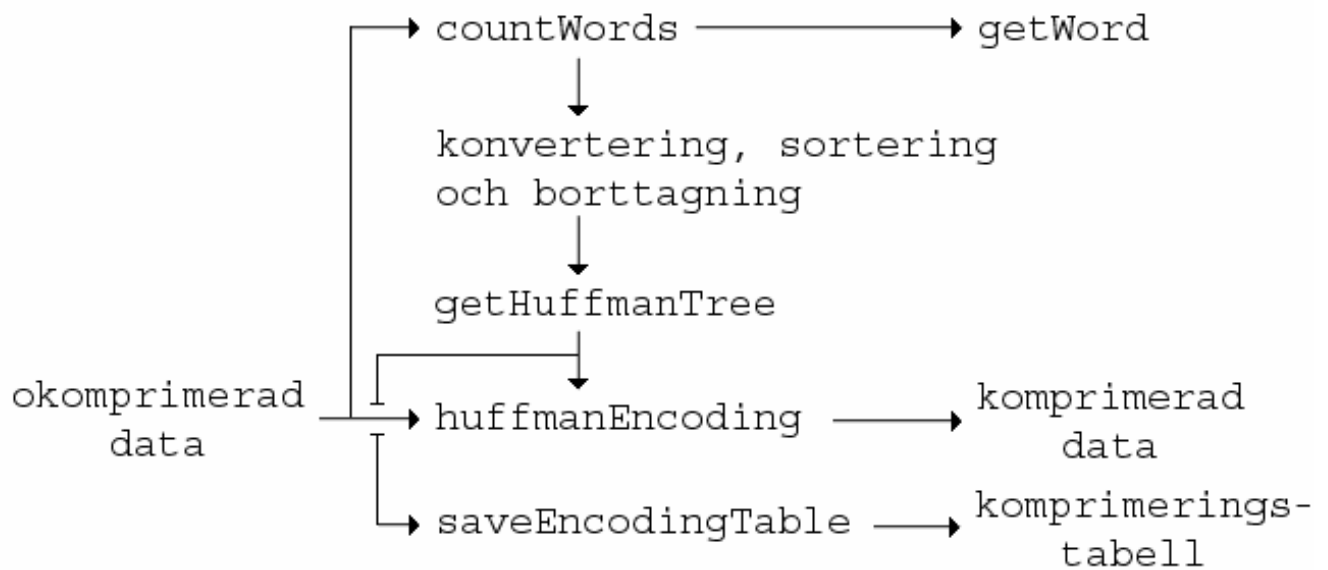 countWords
getWord
konvertering, sortering
och borttagning
getHuffmanTree
okomprimerad
data
huffmanEncoding
komprimerad
data
saveEncodingTable
komprimerings-
tabell